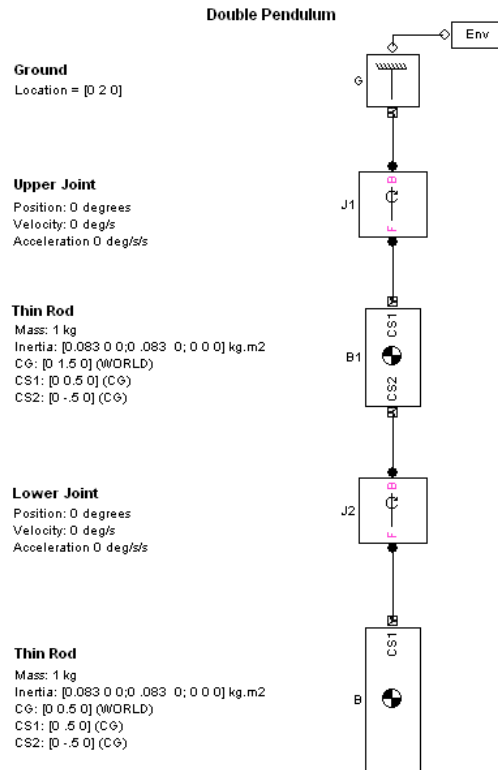 Double Pendulum
Env
Ground
Location = [0 2 0]
G
Upper Joint
Position: 0 degrees
Velocity: 0 deg/s
Acceleration 0 deg/s/s
B
J1
F
Thin Rod
Mass: 1 kg
Inertia: [0.083 0 0;0 .083 0; 0 0 0] kg.m2
CG: [0 1.5 0] (WORLD)
CS1: [0 0.5 0] (CG)
CS2: [0 -.5 0] (CG)
CS1
B1
CS2
Lower Joint
Position: 0 degrees
Velocity: 0 deg/s
Acceleration 0 deg/s/s
B
J2
F
Thin Rod
Mass: 1 kg
Inertia: [0.083 0 0;0 .083 0; 0 0 0] kg.m2
CG: [0 0.5 0] (WORLD)
CS1: [0 .5 0] (CG)
CS2: [0 -.5 0] (CG)
CS1
B